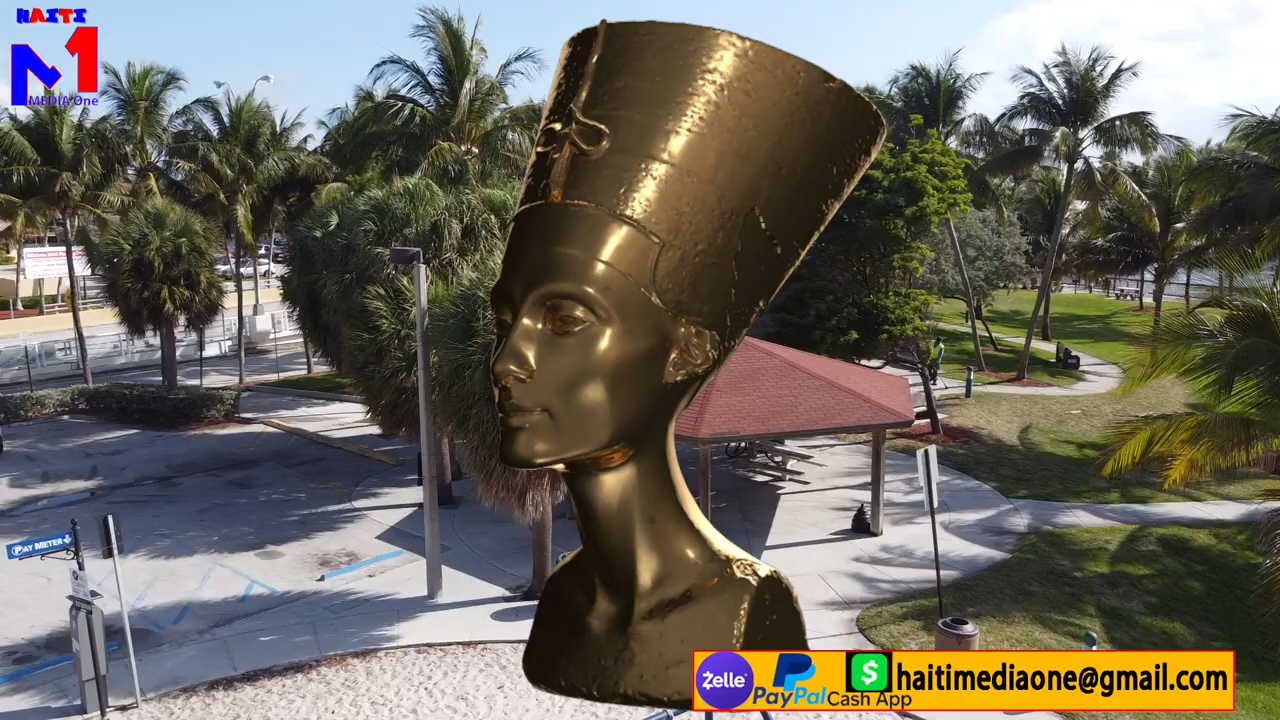 HAITI
M1
MEDIA One
PAY METER
Zelle
PayPal
$
Cash App
haitimediaone@gmail.com